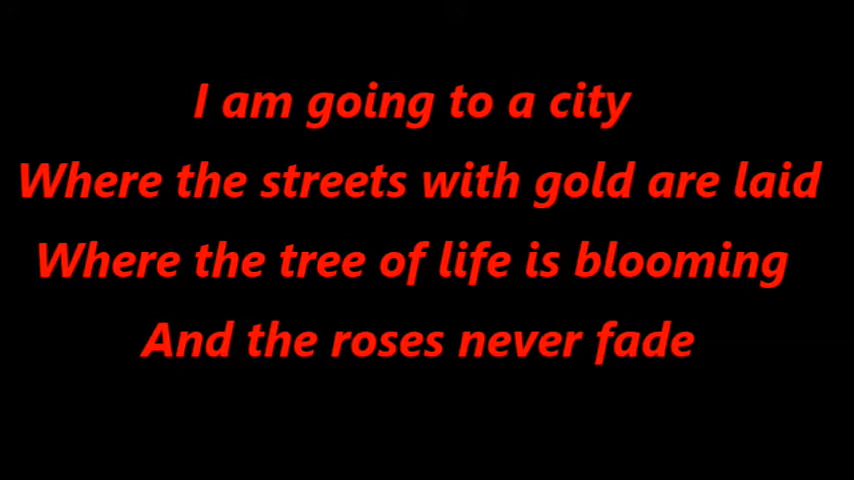 I am going to a city
Where the streets with gold are laid
Where the tree of life is blooming
And the roses never fade